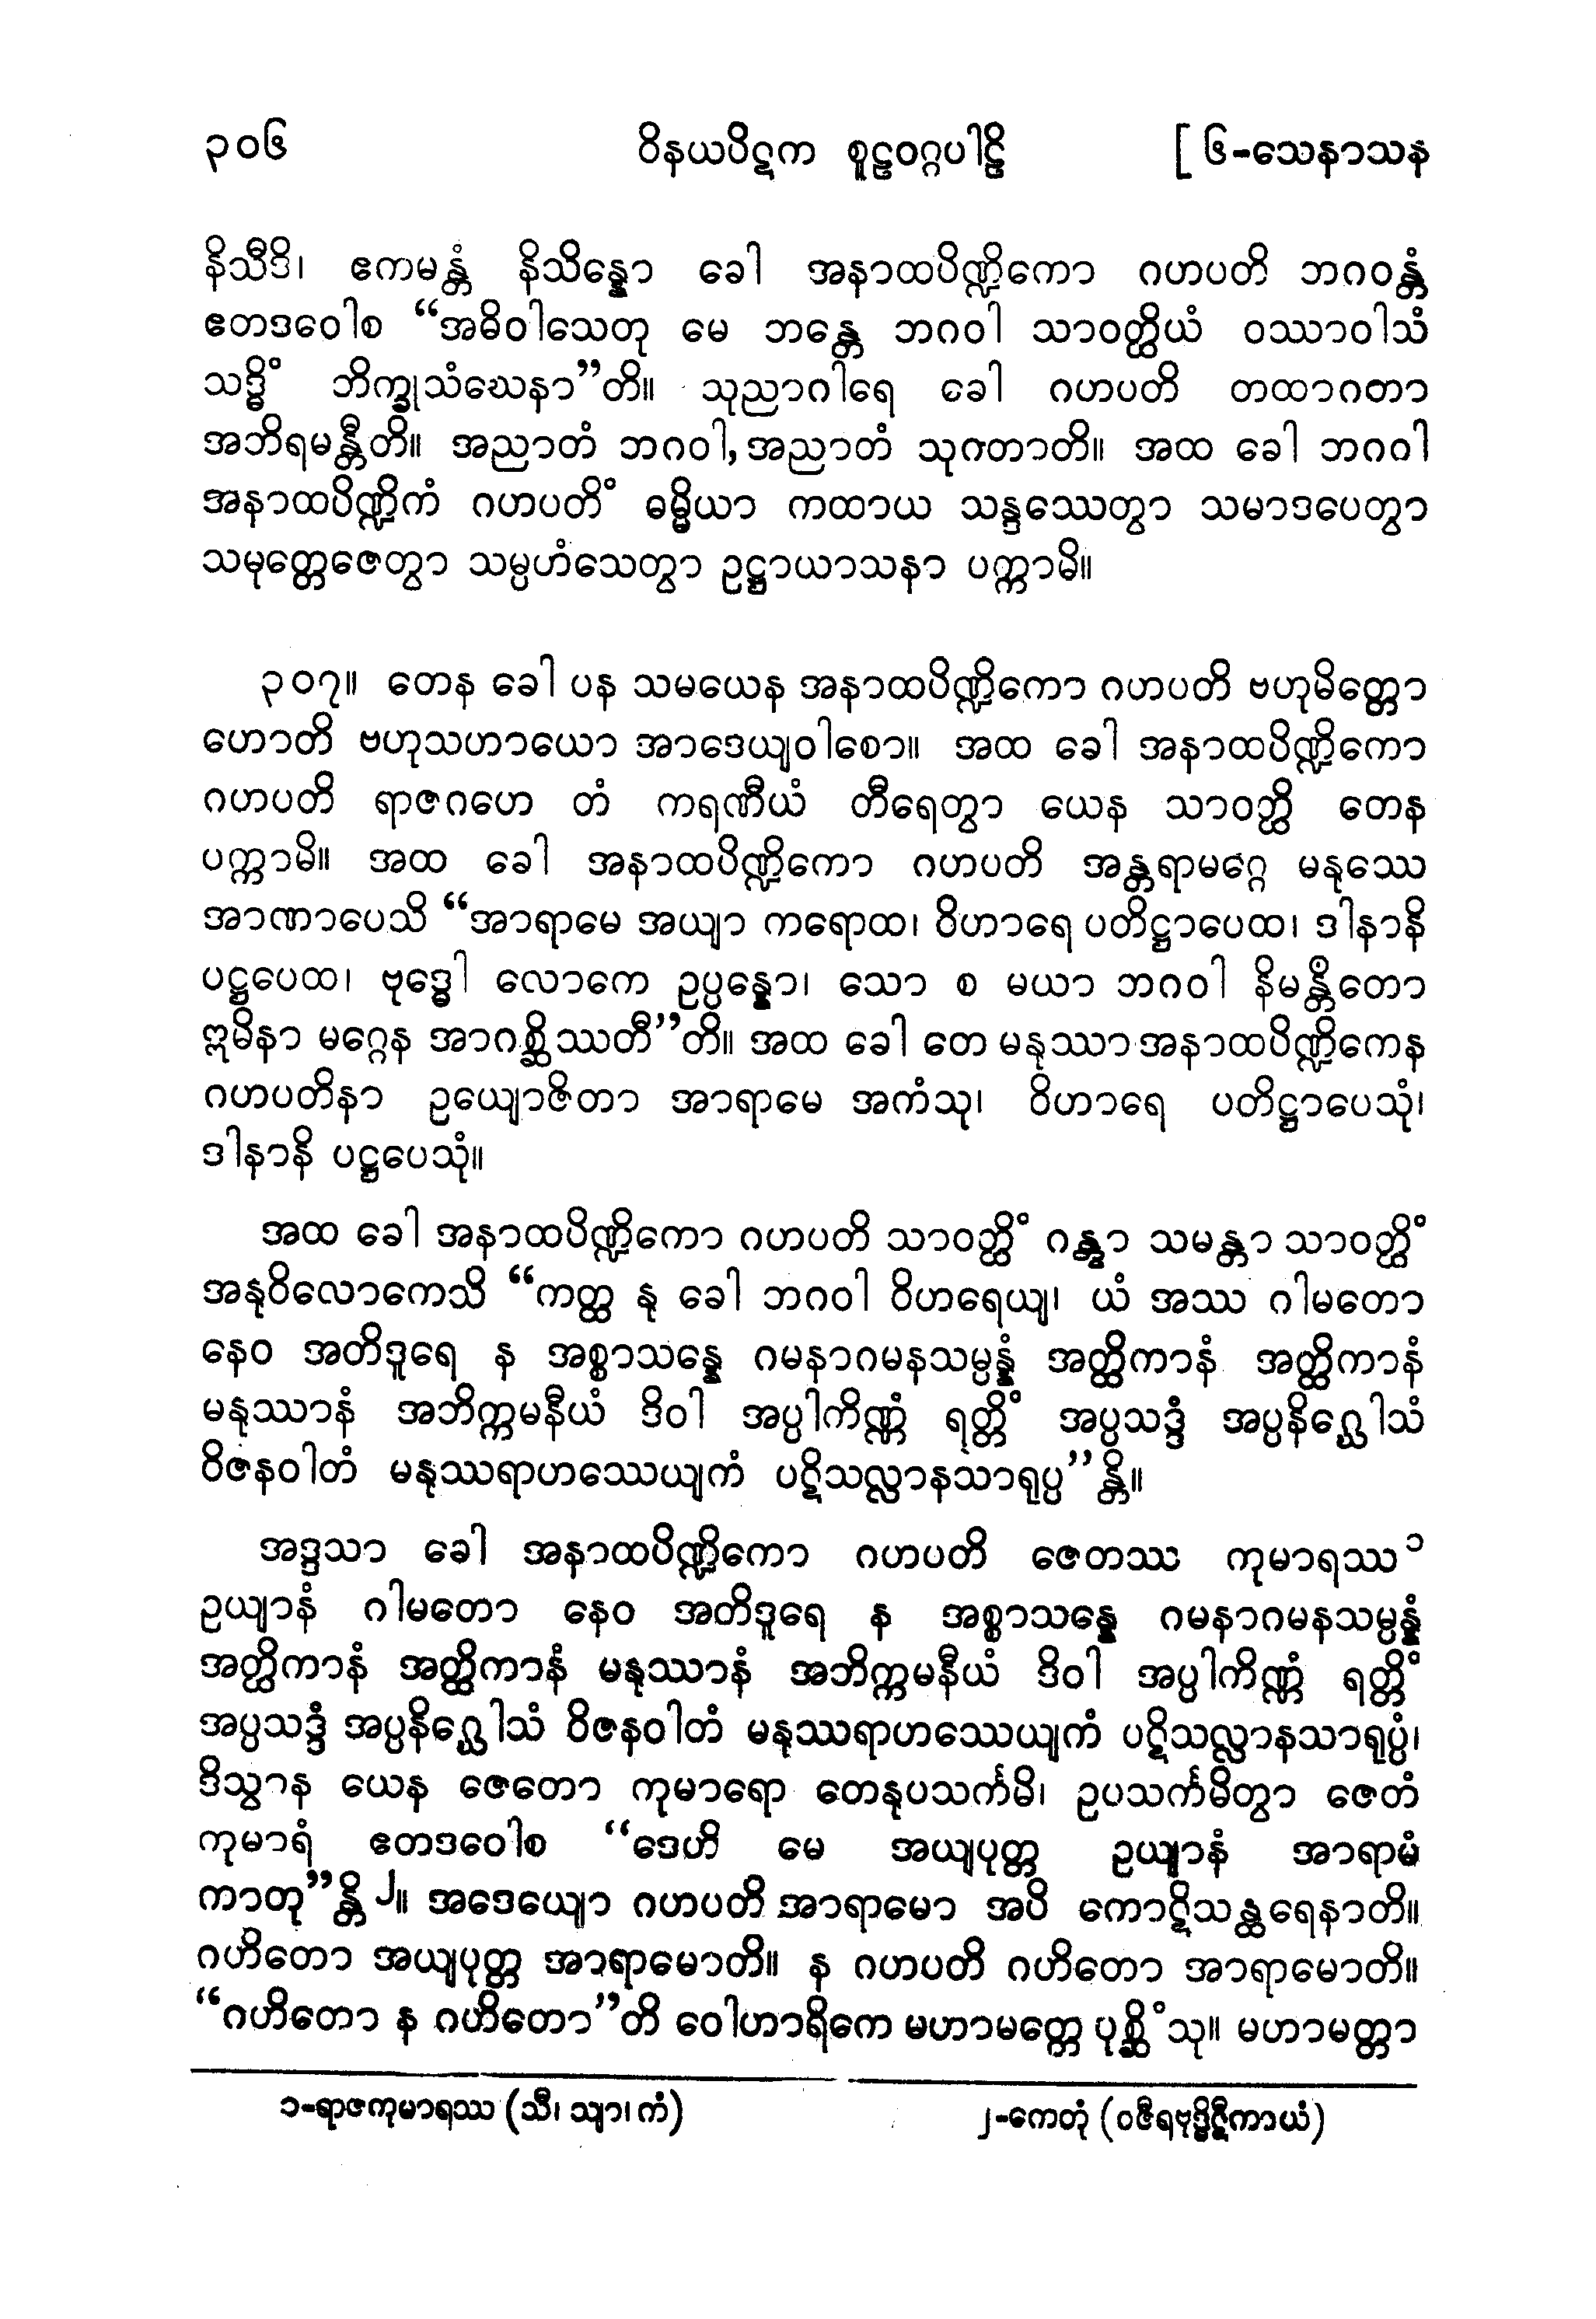 ၃၀၆ ဝိနယပိဋက စူဠဝဂ္ဂပါဠိ [ ၆-သေနာသန
နိသီဒိ၊ ဧကမန္တံ နိသိန္နော ခေါ အနာထပိဏ္ဍိကော ဂဟပတိ ဘဂဝန္တံ
ဧတဒဝေါစ “အဓိဝါသေတု မေ ဘန္တေ ဘဂဝါ သာဝတ္ထိယံ ဝဿာဝါသံ
သဒ္ဓိံ ဘိက္ခုသံဃေနာ”တိ။ သုညာဂါရေ ခေါ ဂဟပတိ တထာဂတာ
အဘိရမန္တီတိ။ အညာတံ ဘဂဝါ, အညာတံ သုဂတာတိ။ အထ ခေါ ဘဂဝါ
အနာထပိဏ္ဍိကံ ဂဟပတိံ ဓမ္မိယာ ကထာယ သန္ဒဿေတွာ သမာဒပေတွာ
သမုတ္တေဇေတွာ သမ္ပဟံသေတွာ ဥဋ္ဌာယာသနာ ပက္ကာမိ။
၃၀၇။ တေန ခေါ ပန သမယေန အနာထပိဏ္ဍိကော ဂဟပတိ ဗဟုမိတ္တော
ဟောတိ ဗဟုသဟာယော အာဒေယျဝါစော။ အထ ခေါ အနာထပိဏ္ဍိကော
ဂဟပတိ ရာဇဂဟေ တံ ကရဏီယံ တီရေတွာ ယေန သာဝတ္ထိ တေန
ပက္ကာမိ။ အထ ခေါ အနာထပိဏ္ဍိကော ဂဟပတိ အန္တရာမဂ္ဂေ မနုဿေ
အာဏာပေသိ “အာရာမေ အယျာ ကရောထ၊ ဝိဟာရေ ပတိဋ္ဌာပေထ၊ ဒါနာနိ
ပဋ္ဌပေထ၊ ဗုဒ္ဓေါ လောကေ ဥပ္ပန္နော၊ သော စ မယာ ဘဂဝါ နိမန္တိတော
ဣမိနာ မဂ္ဂေန အာဂစ္ဆိဿတီ”တိ။ အထ ခေါ တေ မနုဿာ အနာထပိဏ္ဍိကေန
ဂဟပတိနာ ဥယျောဇိတာ အာရာမေ အကံသု၊ ဝိဟာရေ ပတိဋ္ဌာပေသုံ၊
ဒါနာနိ ပဋ္ဌပေသုံ။
အထ ခေါ အနာထပိဏ္ဍိကော ဂဟပတိ သာဝတ္ထိံ ဂန္တွာ သမန္တာ သာဝတ္ထိံ
အနုဝိလောကေသိ “ကတ္ထ နု ခေါ ဘဂဝါ ဝိဟရေယျ၊ ယံ အဿ ဂါမတော
နေဝ အတိဒူရေ န အစ္စာသန္နေ ဂမနာဂမနသမ္ပန္နံ အတ္ထိကာနံ အတ္ထိကာနံ
မနုဿာနံ အဘိက္ကမနီယံ ဒိဝါ အပ္ပါကိဏ္ဏံ ရတ္တိံ အပ္ပသဒ္ဒံ အပ္ပနိဂ္ဃေါသံ
ဝိဇနဝါတံ မနုဿရာဟဿေယျကံ ပဋိသလ္လာနသာရုပ္ပ”န္တိ။
အဒ္ဒသာ ခေါ အနာထပိဏ္ဍိကော ဂဟပတိ ဇေတဿ ကုမာရဿ ၁
ဥယျာနံ ဂါမတော နေဝ အတိဒူရေ န အစ္စာသန္နေ ဂမနာဂမနသမ္ပန္နံ
အတ္ထိကာနံ အတ္ထိကာနံ မနုဿာနံ အဘိက္ကမနီယံ ဒိဝါ အပ္ပါကိဏ္ဏံ ရတ္တိံ
အပ္ပသဒ္ဒံ အပ္ပနိဂ္ဃေါသံ ဝိဇနဝါတံ မနုဿရာဟဿေယျကံ ပဋိသလ္လာနသာရုပ္ပံ၊
ဒိသွာန ယေန ဇေတော ကုမာရော တေနုပသင်္ကမိ၊ ဥပသင်္ကမိတွာ ဇေတံ
ကုမာရံ ဧတဒဝေါစ “ဒေဟိ မေ အယျပုတ္တ ဥယျာနံ အာရာမံ
ကာတု”န္တိ ၂။ အဒေယျော ဂဟပတိ အာရာမော အပိ ကောဋိသန္ထရေနာတိ။
ဂဟိတော အယျပုတ္တ အာရာမောတိ။ န ဂဟပတိ ဂဟိတော အာရာမောတိ။
“ဂဟိတော န ဂဟိတော”တိ ဝေါဟာရိကေ မဟာမတ္တေ ပုစ္ဆိံသု။ မဟာမတ္တာ
၁-ရာဇကုမာရဿ (သီ၊ သျာ၊ ကံ) ၂-ကေတုံ (ဝဇီရဗုဒ္ဓိဋီကာယံ)